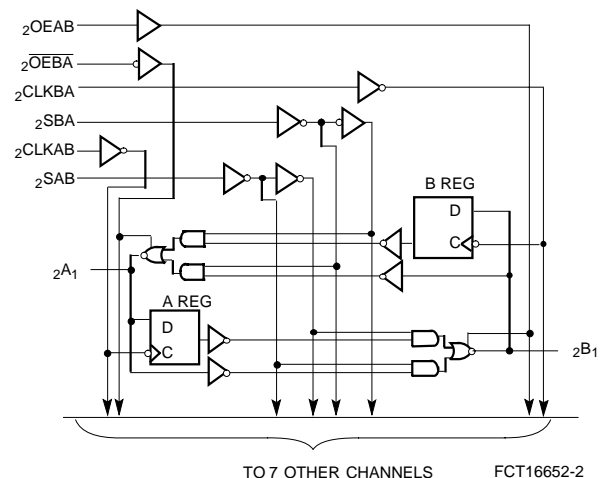 2OEAB
2OEBA
2CLKBA
2SBA
2CLKAB
2SAB
B REG
D
C
2A1
A REG
D
C
2B1
TO 7 OTHER CHANNELS
FCT16652-2